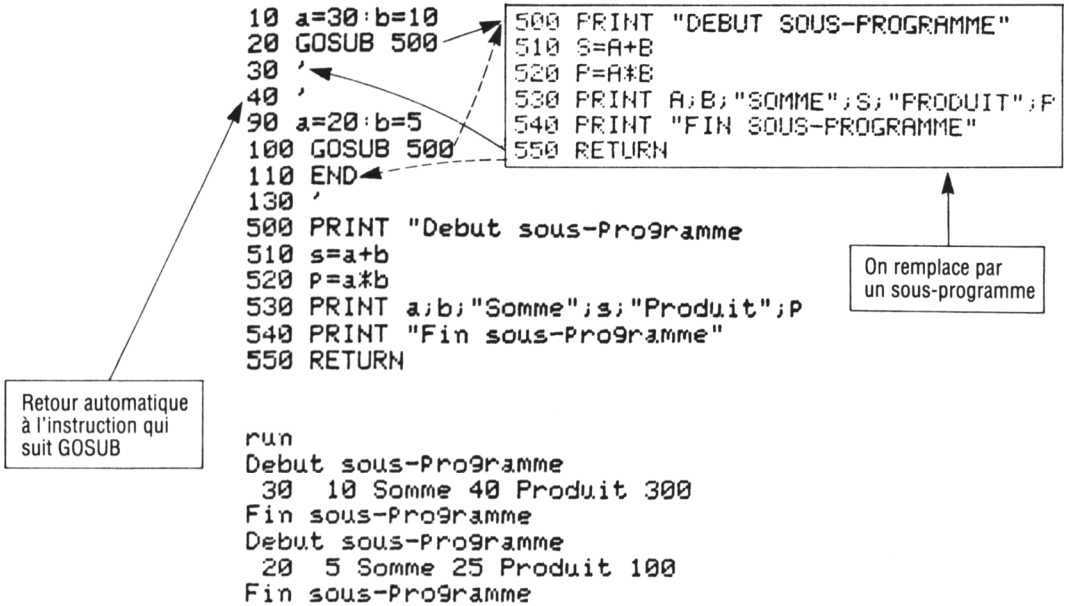 10 a=30:b=10
20 GOSUB 500
30 '
40 '
90 a=20:b=5
100 GOSUB 500
110 END
130 '
500 PRINT "Debut sous-Programme
510 s=a+b
520 P=a*b
530 PRINT a;b;"Somme";s;"Produit";P
540 PRINT "Fin sous-Programme"
550 RETURN
500 PRINT "DEBUT SOUS-PROGRAMME"
510 S=A+B
520 P=A*B
530 PRINT A;B;"SOMME";S;"PRODUIT";P
540 PRINT "FIN SOUS-PROGRAMME"
550 RETURN
On remplace par
un sous-programme
Retour automatique
à l'instruction qui
suit GOSUB
run
Debut sous-Programme
30 10 Somme 40 Produit 300
Fin sous-Programme
Debut sous-Programme
20 5 Somme 25 Produit 100
Fin sous-Programme